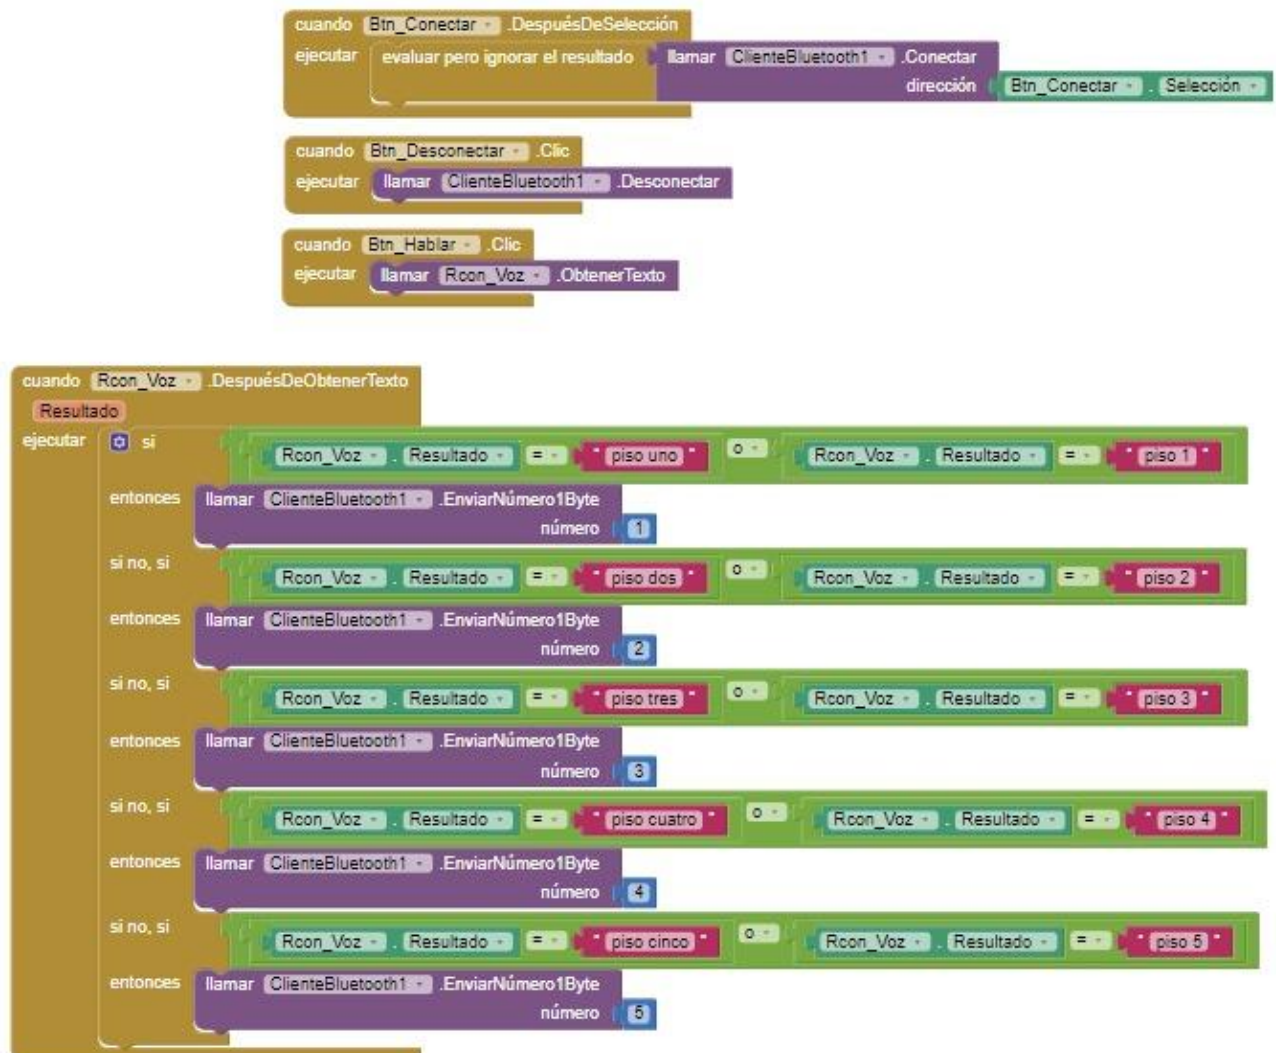 cuando Btn_Conectar .DespuésDeSelección
ejecutar evaluar pero ignorar el resultado llamar ClienteBluetooth1 .Conectar
dirección Btn_Conectar . Selección
cuando Btn_Desconectar .Clic
ejecutar llamar ClienteBluetooth1 .Desconectar
cuando Btn_Hablar .Clic
ejecutar llamar Rcon_Voz .ObtenerTexto
cuando Rcon_Voz .DespuésDeObtenerTexto
Resultado
ejecutar si Rcon_Voz . Resultado = " piso uno " o Rcon_Voz . Resultado = " piso 1 "
entonces llamar ClienteBluetooth1 .EnviarNúmero1Byte
número 1
si no, si Rcon_Voz . Resultado = " piso dos " o Rcon_Voz . Resultado = " piso 2 "
entonces llamar ClienteBluetooth1 .EnviarNúmero1Byte
número 2
si no, si Rcon_Voz . Resultado = " piso tres " o Rcon_Voz . Resultado = " piso 3 "
entonces llamar ClienteBluetooth1 .EnviarNúmero1Byte
número 3
si no, si Rcon_Voz . Resultado = " piso cuatro " o Rcon_Voz . Resultado = " piso 4 "
entonces llamar ClienteBluetooth1 .EnviarNúmero1Byte
número 4
si no, si Rcon_Voz . Resultado = " piso cinco " o Rcon_Voz . Resultado = " piso 5 "
entonces llamar ClienteBluetooth1 .EnviarNúmero1Byte
número 5